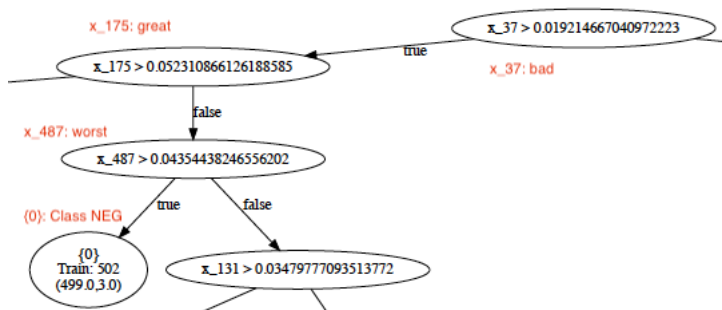 x_175: great
x_37 > 0.019214667040972223
true
x_175 > 0.052310866126188585
x_37: bad
false
x_487: worst
x_487 > 0.04354438246556202
true
false
{0}: Class NEG
{0}
Train: 502
(499.0,3.0)
x_131 > 0.03479777093513772